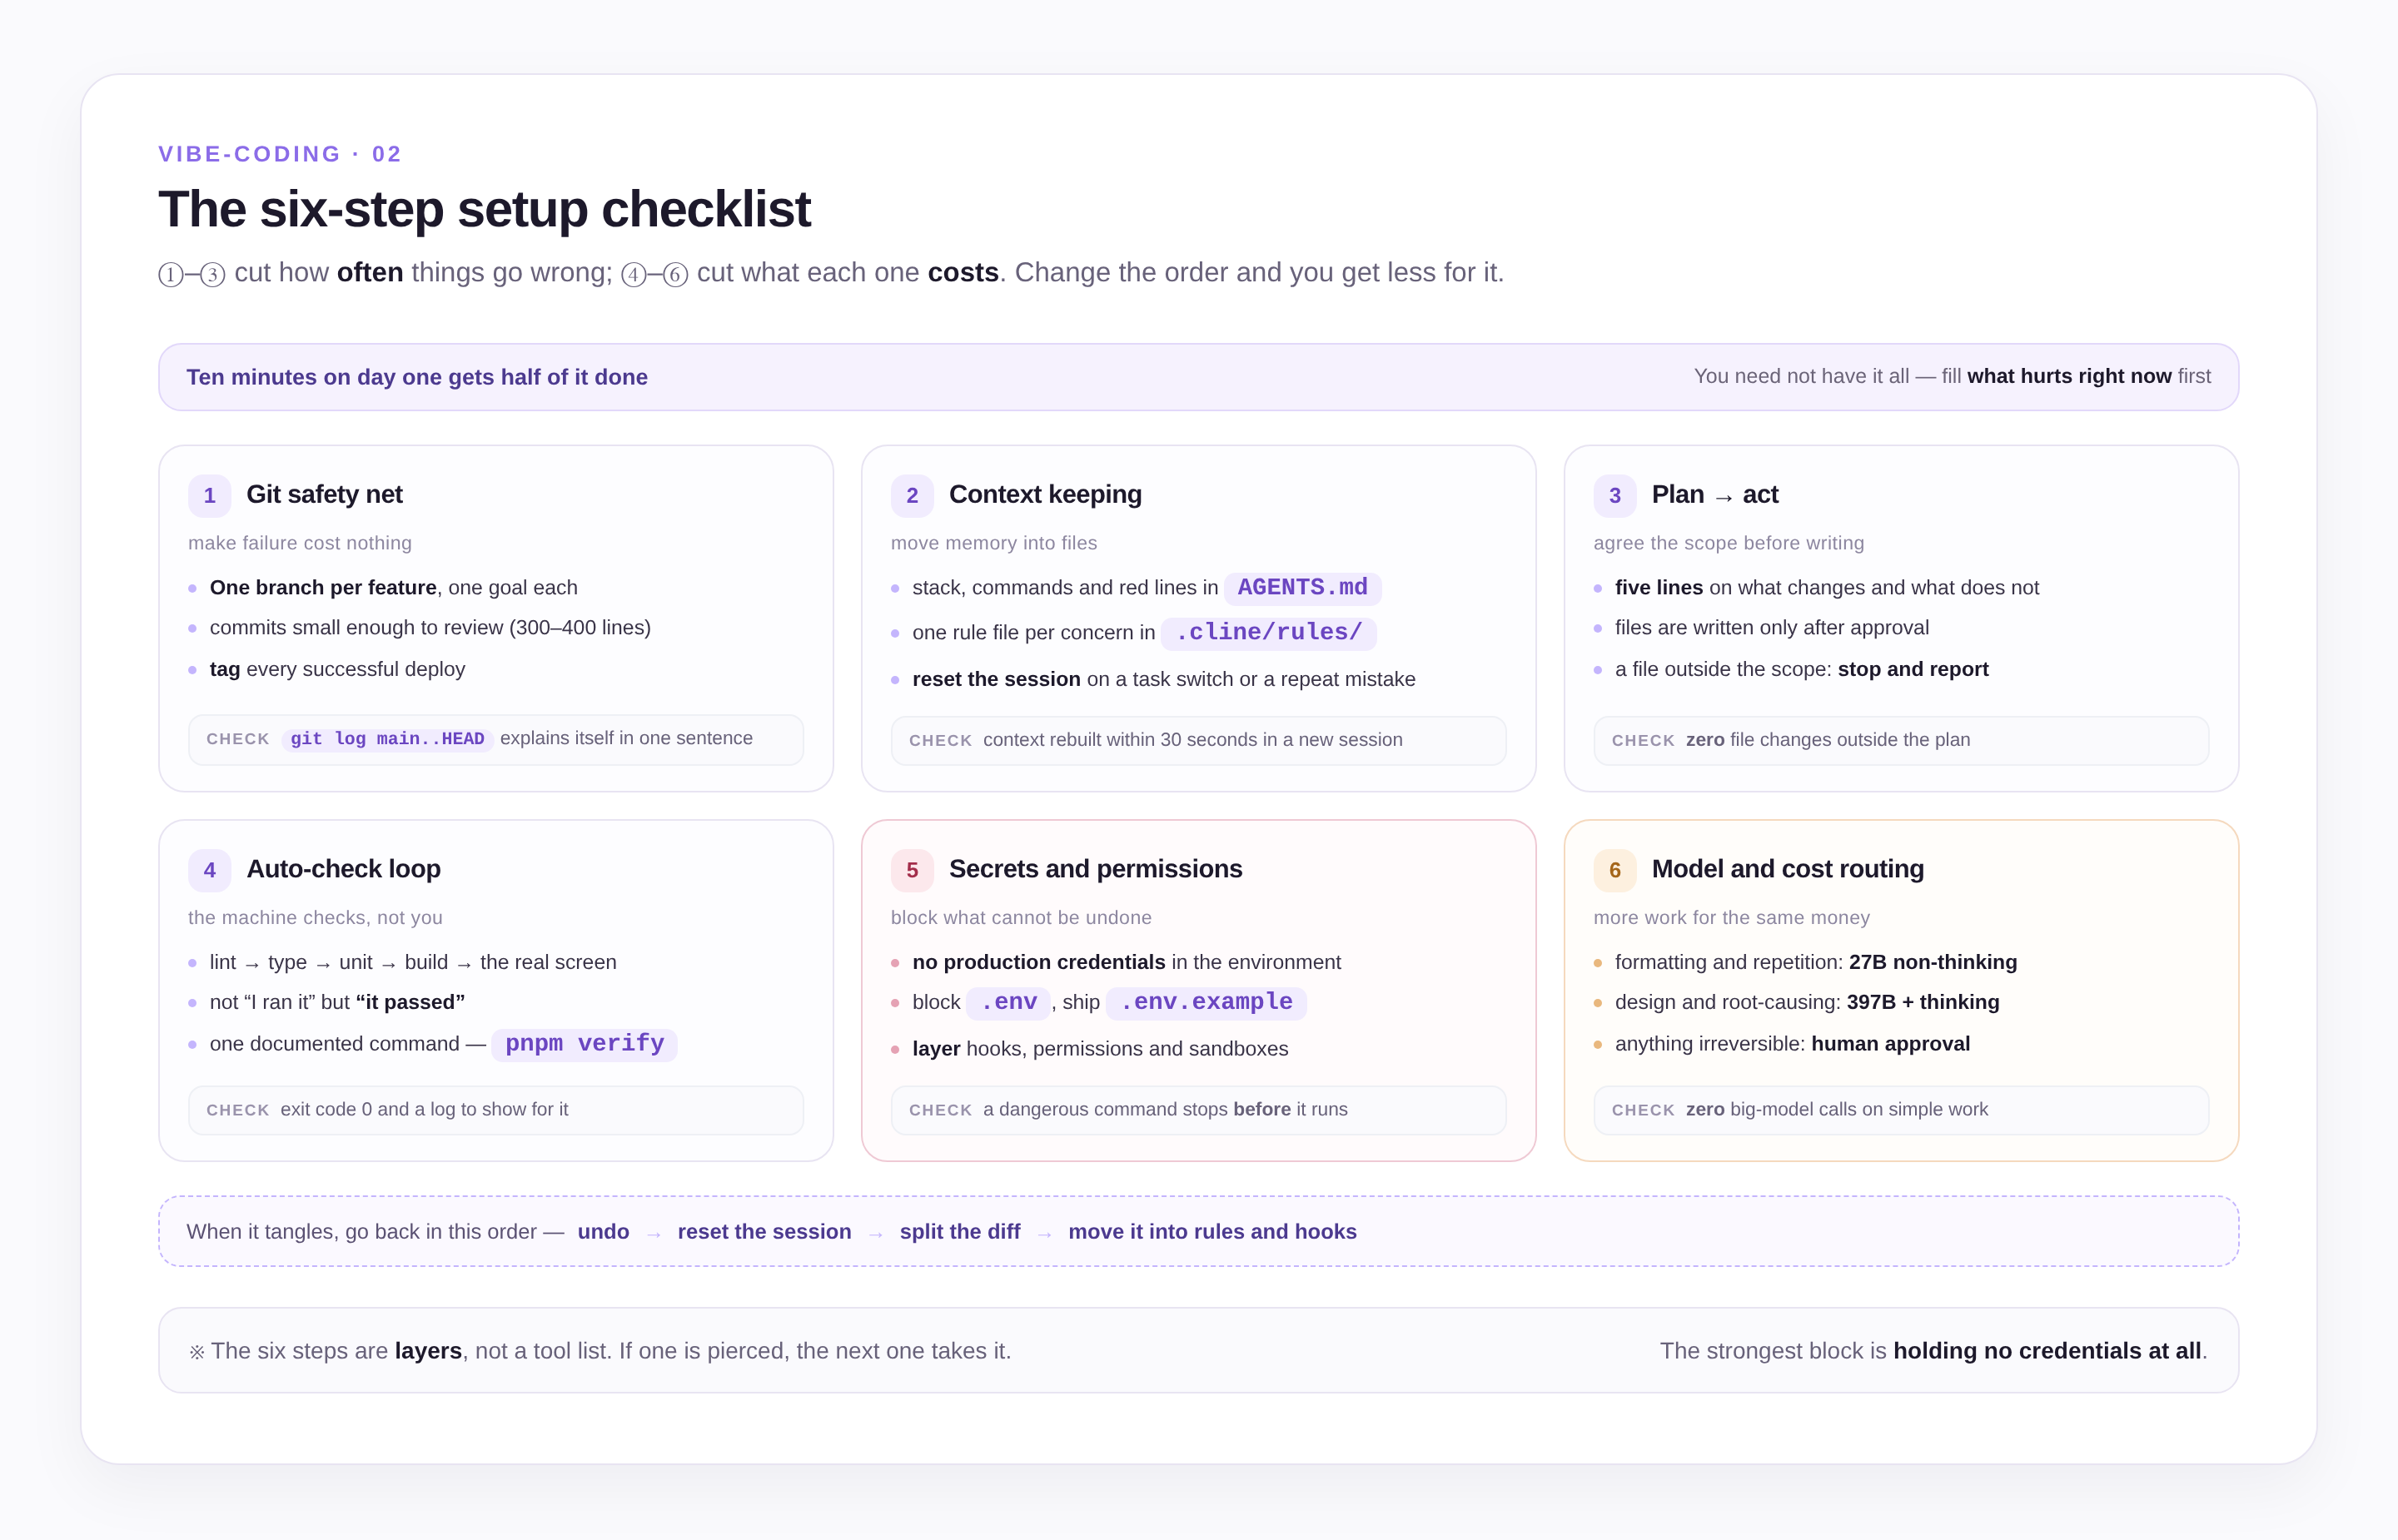 VIBE-CODING · 02
The six-step setup checklist
①–③ cut how often things go wrong; ④–⑥ cut what each one costs. Change the order and you get less for it.
Ten minutes on day one gets half of it done
You need not have it all — fill what hurts right now first
1 Git safety net
make failure cost nothing
One branch per feature, one goal each
commits small enough to review (300–400 lines)
tag every successful deploy
CHECK git log main..HEAD explains itself in one sentence
2 Context keeping
move memory into files
stack, commands and red lines in AGENTS.md
one rule file per concern in .cline/rules/
reset the session on a task switch or a repeat mistake
CHECK context rebuilt within 30 seconds in a new session
3 Plan → act
agree the scope before writing
five lines on what changes and what does not
files are written only after approval
a file outside the scope: stop and report
CHECK zero file changes outside the plan
4 Auto-check loop
the machine checks, not you
lint → type → unit → build → the real screen
not “I ran it” but “it passed”
one documented command — pnpm verify
CHECK exit code 0 and a log to show for it
5 Secrets and permissions
block what cannot be undone
no production credentials in the environment
block .env, ship .env.example
layer hooks, permissions and sandboxes
CHECK a dangerous command stops before it runs
6 Model and cost routing
more work for the same money
formatting and repetition: 27B non-thinking
design and root-causing: 397B + thinking
anything irreversible: human approval
CHECK zero big-model calls on simple work
When it tangles, go back in this order — undo → reset the session → split the diff → move it into rules and hooks
※ The six steps are layers, not a tool list. If one is pierced, the next one takes it.
The strongest block is holding no credentials at all.